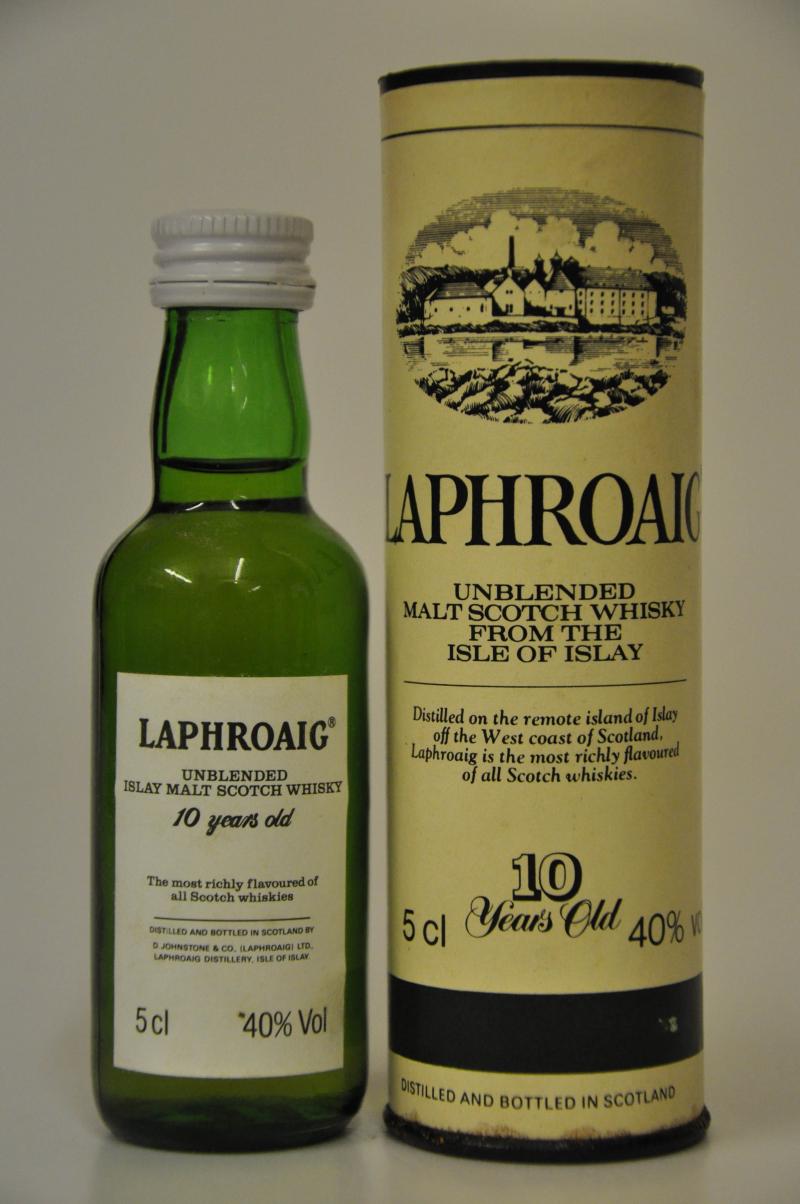 LAPHROAIG®
UNBLENDED
ISLAY MALT SCOTCH WHISKY
10 years old
The most richly flavoured of
all Scotch whiskies
DISTILLED AND BOTTLED IN SCOTLAND BY
D JOHNSTONE & CO. (LAPHROAIG) LTD.,
LAPHROAIG DISTILLERY, ISLE OF ISLAY.
5 cl 40% Vol
LAPHROAIG
UNBLENDED
MALT SCOTCH WHISKY
FROM THE
ISLE OF ISLAY
Distilled on the remote island of Islay
off the West coast of Scotland,
Laphroaig is the most richly flavoured
of all Scotch whiskies.
10
Years Old
5 cl 40%
DISTILLED AND BOTTLED IN SCOTLAND